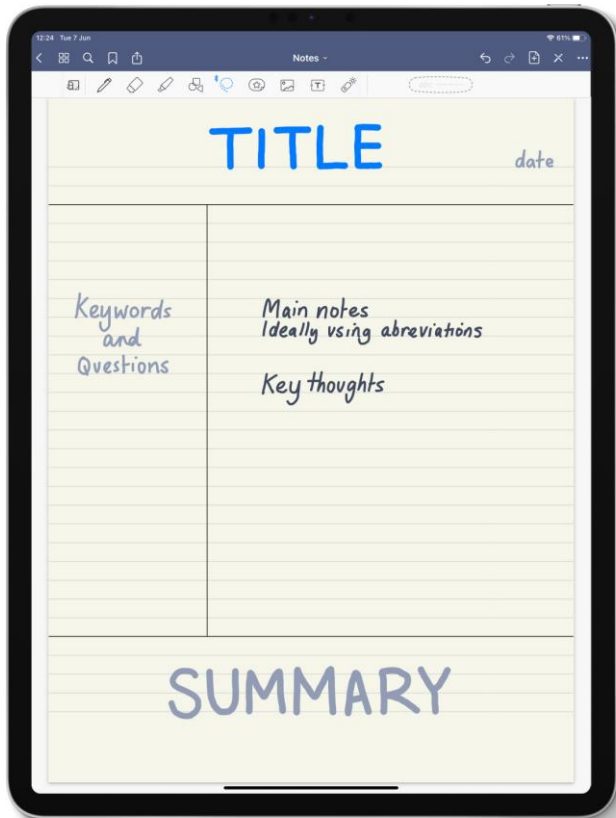 12:24 Tue 7 Jun
61%
Notes
T
TITLE
date
Keywords
and
Questions
Main notes
Ideally using abreviations
Key thoughts
SUMMARY